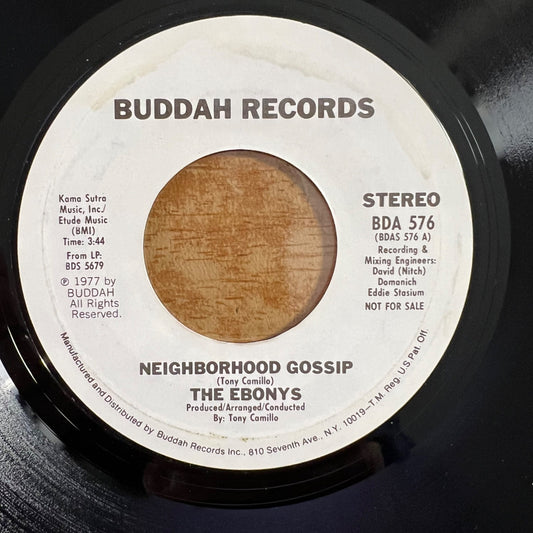 BUDDAH RECORDS
Kama Sutra
Music, Inc./
Etude Music
(BMI)
Time: 3:44
From LP:
BDS 5679
℗ 1977 by
BUDDAH
All Rights
Reserved.
STEREO
BDA 576
(BDAS 576 A)
Recording &
Mixing Engineers:
David (Nitch)
Domanich
Eddie Stasium
NOT FOR SALE
NEIGHBORHOOD GOSSIP
(Tony Camillo)
THE EBONYS
Produced/Arranged/Conducted
By: Tony Camillo
Manufactured and Distributed by Buddah Records Inc., 810 Seventh Ave., N.Y. 10019-T.M. Reg. U.S. Pat. Off.